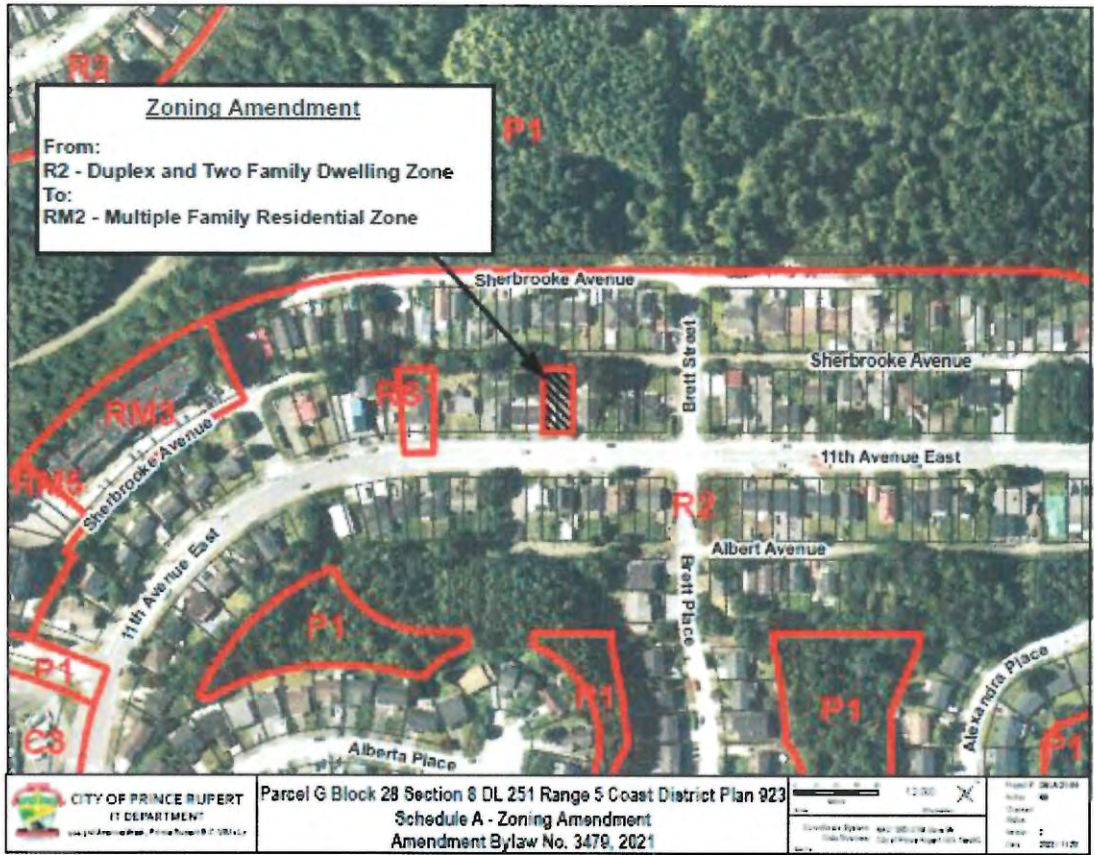 R2
Zoning Amendment
From:
R2 - Duplex and Two Family Dwelling Zone
To:
RM2 - Multiple Family Residential Zone
P1
Sherbrooke Avenue
Brett Street
Sherbrooke Avenue
RM3
Sherbrooke Avenue
RM5
11th Avenue East
11th Avenue East
R2
Albert Avenue
Brett Place
P1
P1
P1
P1
P1
C3
Alberta Place
Alexandra Place
CITY OF PRINCE RUPERT
IT DEPARTMENT
Parcel G Block 28 Section 8 DL 251 Range 5 Coast District Plan 923
Schedule A - Zoning Amendment
Amendment Bylaw No. 3479, 2021